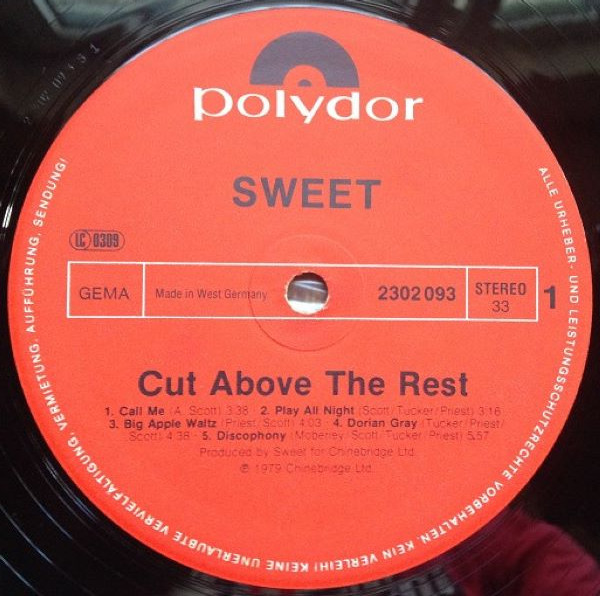 polydor
SWEET
LC 0309
GEMA
Made in West Germany
2302 093
STEREO
33
1
Cut Above The Rest
1. Call Me (A. Scott) 3:38 · 2. Play All Night (Scott/Tucker/Priest) 3:16
3. Big Apple Waltz (Priest, Scott) 4:03 · 4. Dorian Gray (Tucker/Priest/
Scott) 4:38 · 5. Discophony (Moberley/Scott/Tucker/Priest) 5:57
Produced by Sweet for Chinebridge Ltd.
℗ 1979 Chinebridge Ltd.
ALLE URHEBER- UND LEISTUNGSSCHUTZRECHTE VORBEHALTEN. KEIN VERLEIH! KEINE UNERLAUBTE VERVIELFÄLTIGUNG, VERMIETUNG, AUFFÜHRUNG, SENDUNG!